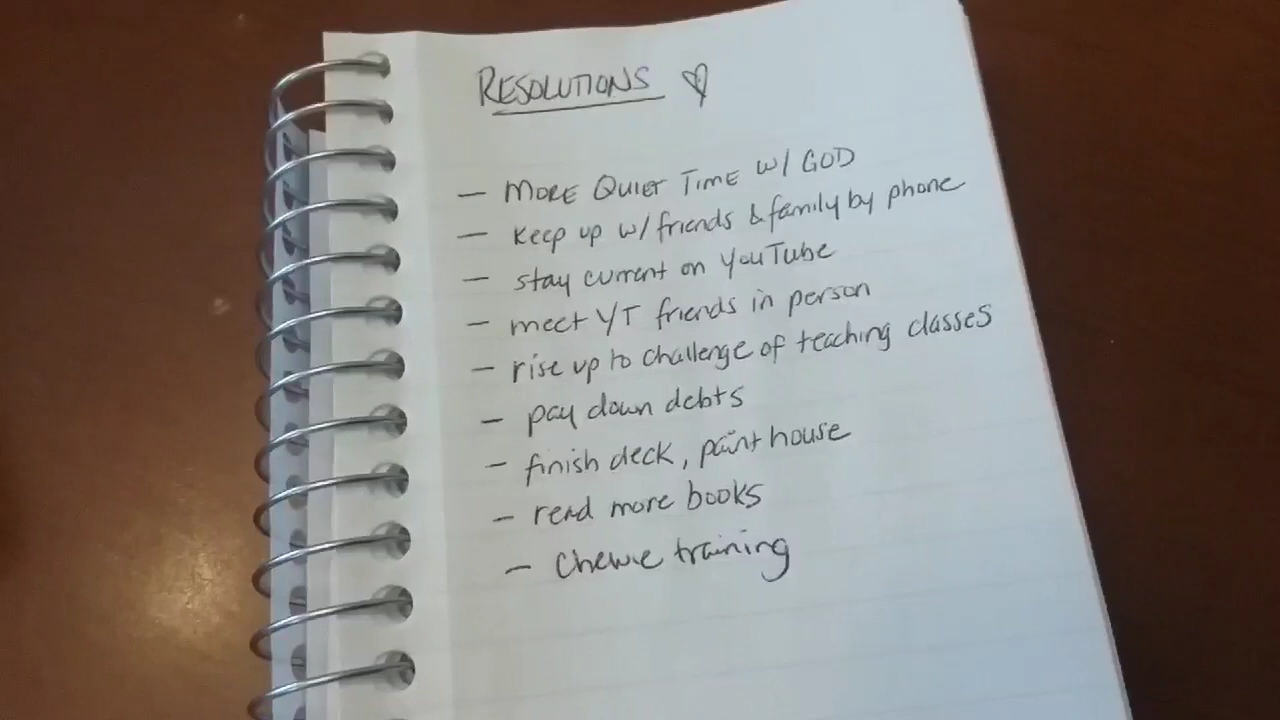 RESOLUTIONS
- MORE QUIET TIME W/ GOD
- keep up w/ friends & family by phone
- stay current on YouTube
- meet YT friends in person
- rise up to challenge of teaching classes
- pay down debts
- finish deck, paint house
- read more books
- Chewie training